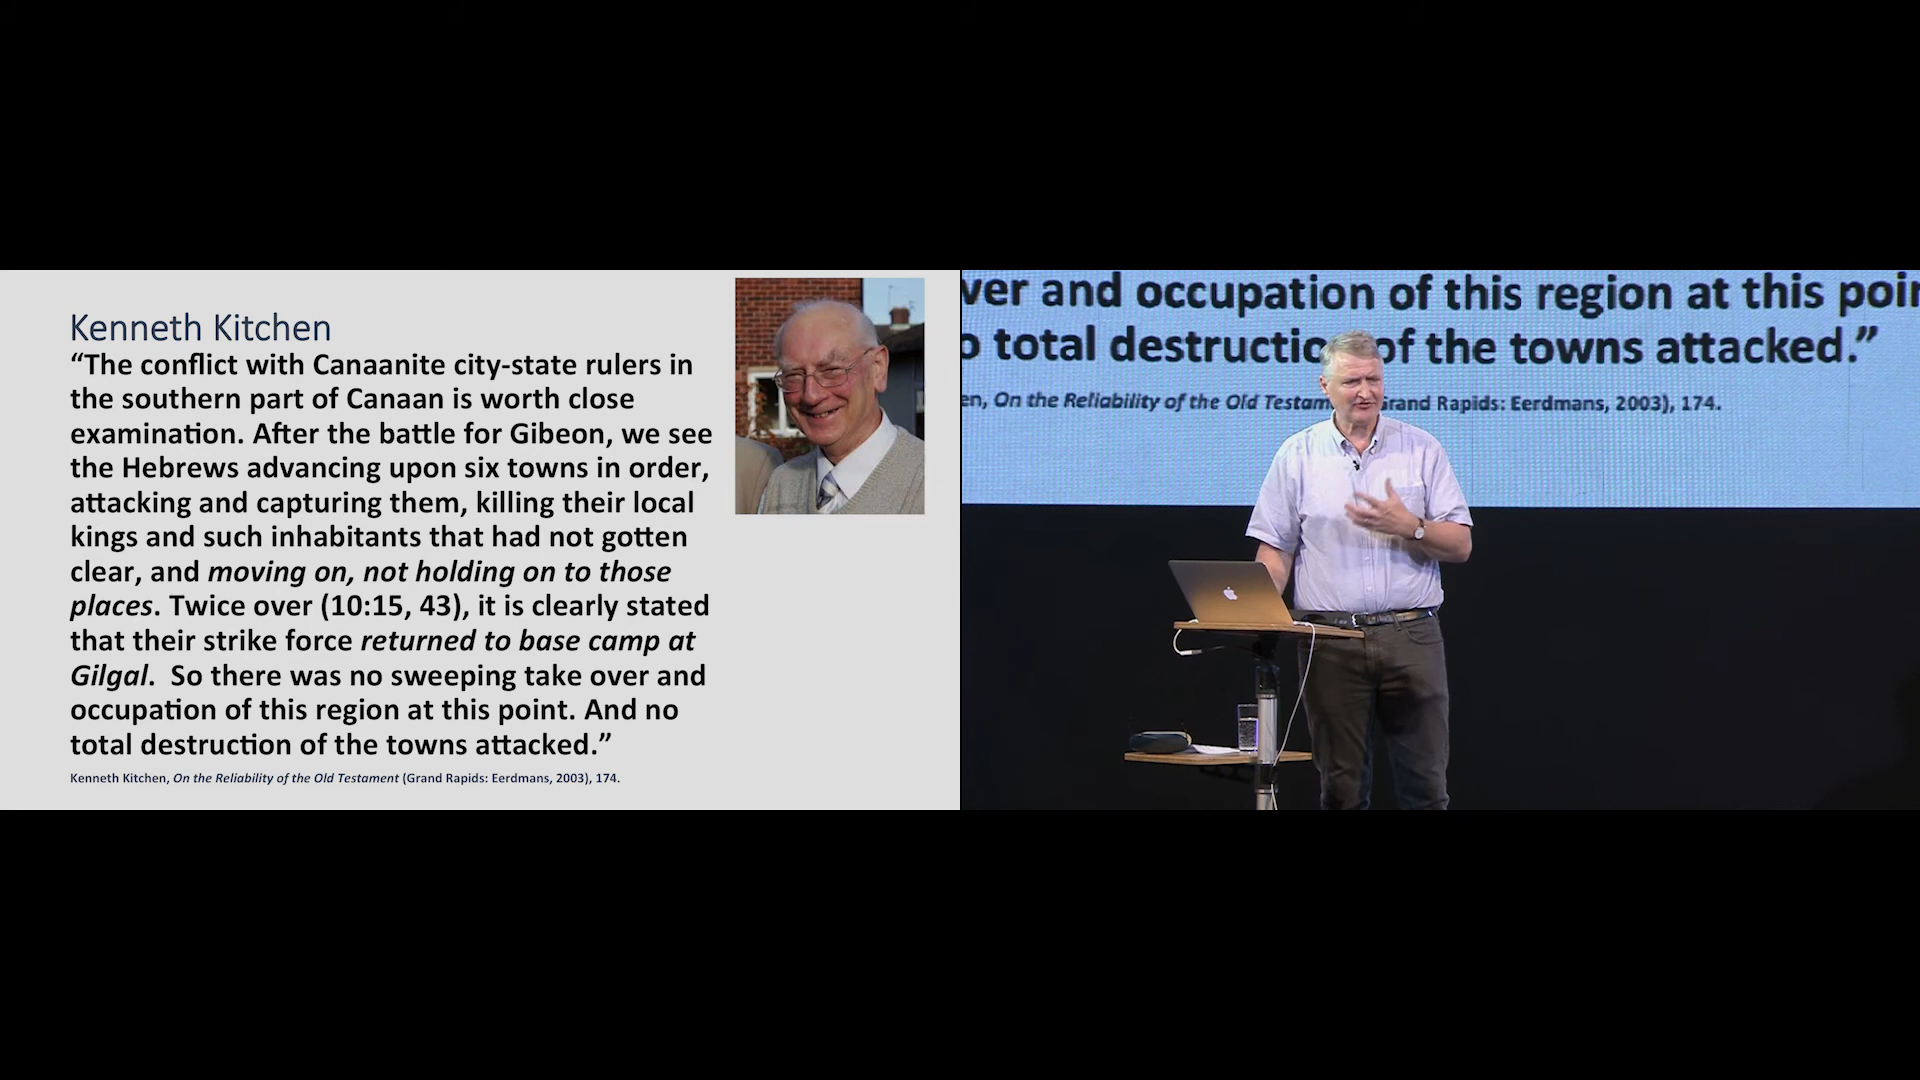 Kenneth Kitchen
“The conflict with Canaanite city-state rulers in
the southern part of Canaan is worth close
examination. After the battle for Gibeon, we see
the Hebrews advancing upon six towns in order,
attacking and capturing them, killing their local
kings and such inhabitants that had not gotten
clear, and moving on, not holding on to those
places. Twice over (10:15, 43), it is clearly stated
that their strike force returned to base camp at
Gilgal.  So there was no sweeping take over and
occupation of this region at this point. And no
total destruction of the towns attacked.”
Kenneth Kitchen, On the Reliability of the Old Testament (Grand Rapids: Eerdmans, 2003), 174.
ver and occupation of this region at this poin
o total destructio of the towns attacked.”
en, On the Reliability of the Old Testam Grand Rapids: Eerdmans, 2003), 174.